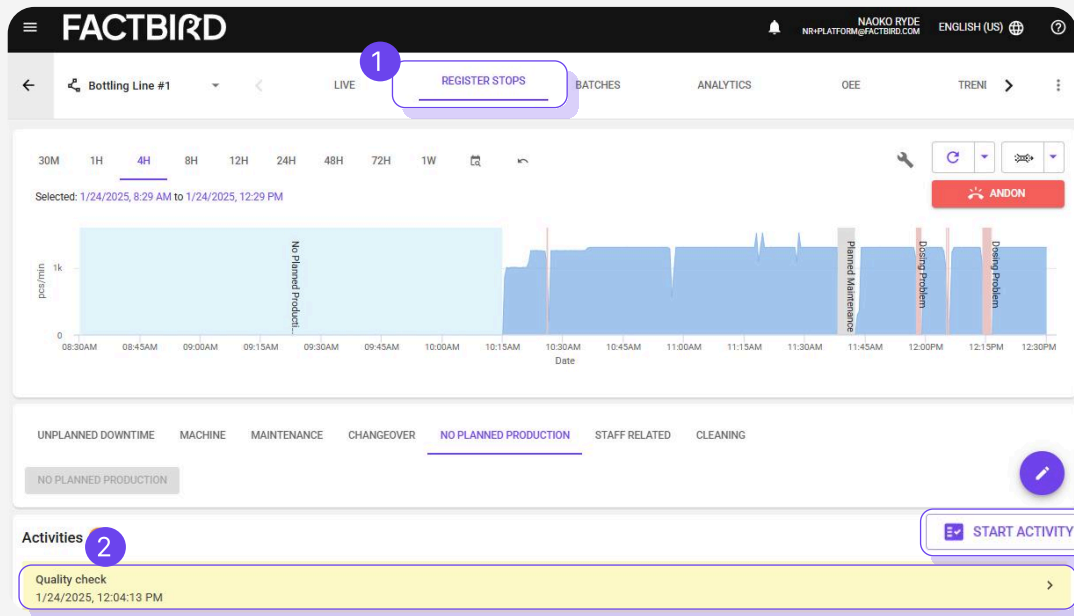 FACTBIRD
NAOKO RYDE
NR+PLATFORM@FACTBIRD.COM
ENGLISH (US)
1
Bottling Line #1
LIVE
REGISTER STOPS
BATCHES
ANALYTICS
OEE
TREN
30M 1H 4H 8H 12H 24H 48H 72H 1W
Selected: 1/24/2025, 8:29 AM to 1/24/2025, 12:29 PM
ANDON
pcs/min
1k
0
No Planned Producti...
Planned Maintenance
Dosing Problem
Dosing Problem
08:30AM 08:45AM 09:00AM 09:15AM 09:30AM 09:45AM 10:00AM 10:15AM 10:30AM 10:45AM 11:00AM 11:15AM 11:30AM 11:45AM 12:00PM 12:15PM 12:30PM
Date
UNPLANNED DOWNTIME MACHINE MAINTENANCE CHANGEOVER NO PLANNED PRODUCTION STAFF RELATED CLEANING
NO PLANNED PRODUCTION
Activities
2
START ACTIVITY
Quality check
1/24/2025, 12:04:13 PM